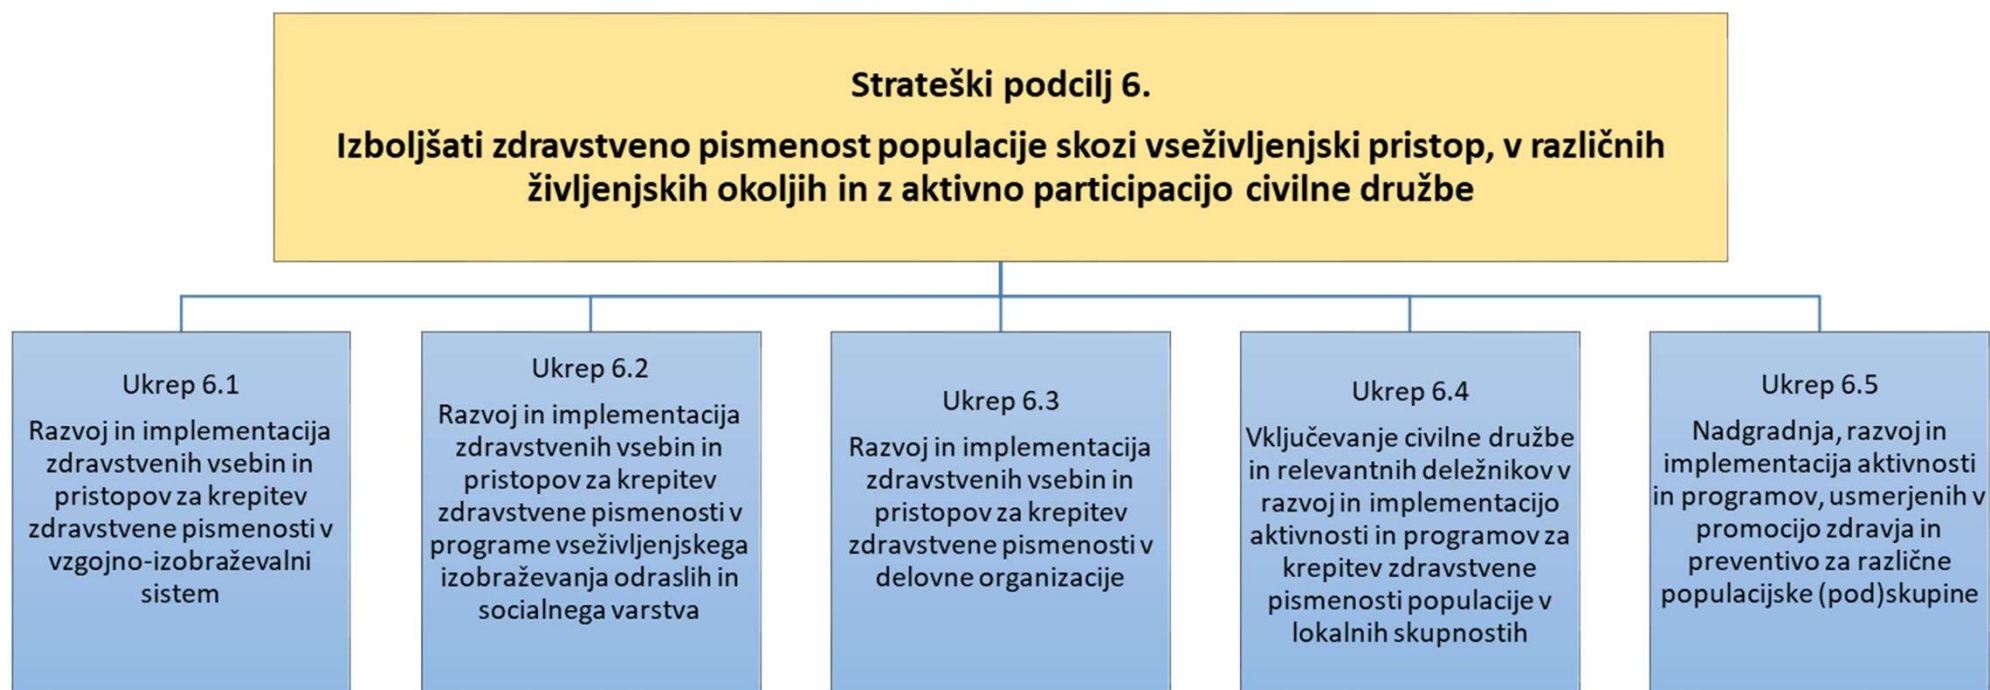 Strateški podcilj 6.
Izboljšati zdravstveno pismenost populacije skozi vseživljenjski pristop, v različnih
življenjskih okoljih in z aktivno participacijo civilne družbe
Ukrep 6.1
Razvoj in implementacija
zdravstvenih vsebin in
pristopov za krepitev
zdravstvene pismenosti v
vzgojno-izobraževalni
sistem
Ukrep 6.2
Razvoj in implementacija
zdravstvenih vsebin in
pristopov za krepitev
zdravstvene pismenosti v
programe vseživljenjskega
izobraževanja odraslih in
socialnega varstva
Ukrep 6.3
Razvoj in implementacija
zdravstvenih vsebin in
pristopov za krepitev
zdravstvene pismenosti v
delovne organizacije
Ukrep 6.4
Vključevanje civilne družbe
in relevantnih deležnikov v
razvoj in implementacijo
aktivnosti in programov za
krepitev zdravstvene
pismenosti populacije v
lokalnih skupnostih
Ukrep 6.5
Nadgradnja, razvoj in
implementacija aktivnosti
in programov, usmerjenih v
promocijo zdravja in
preventivo za različne
populacijske (pod)skupine